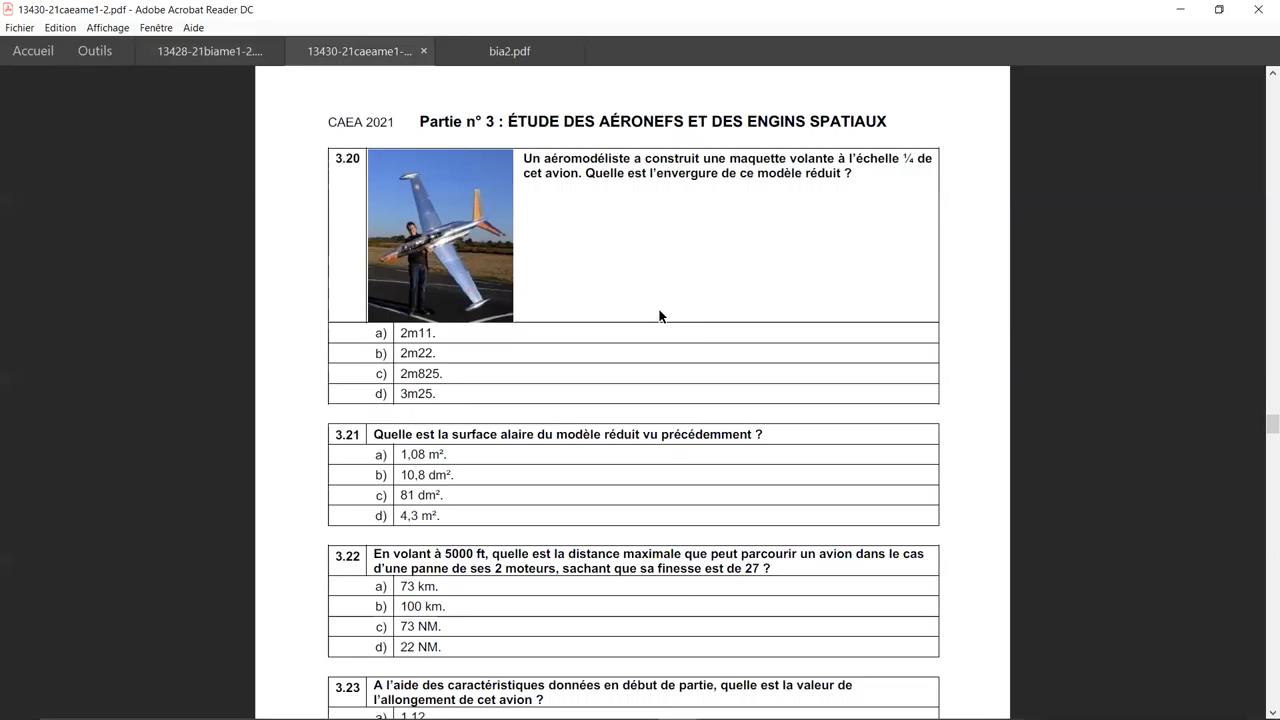 13430-21caeame1-2.pdf - Adobe Acrobat Reader DC
Fichier Edition Affichage Fenêtre Aide
Accueil Outils 13428-21biame1-2.... 13430-21caeame1-... × bia2.pdf
CAEA 2021 Partie n° 3 : ÉTUDE DES AÉRONEFS ET DES ENGINS SPATIAUX
3.20 Un aéromodéliste a construit une maquette volante à l'échelle ¼ de
cet avion. Quelle est l'envergure de ce modèle réduit ?
a) 2m11.
b) 2m22.
c) 2m825.
d) 3m25.
3.21 Quelle est la surface alaire du modèle réduit vu précédemment ?
a) 1,08 m².
b) 10,8 dm².
c) 81 dm².
d) 4,3 m².
3.22 En volant à 5000 ft, quelle est la distance maximale que peut parcourir un avion dans le cas
d'une panne de ses 2 moteurs, sachant que sa finesse est de 27 ?
a) 73 km.
b) 100 km.
c) 73 NM.
d) 22 NM.
3.23 A l'aide des caractéristiques données en début de partie, quelle est la valeur de
l'allongement de cet avion ?
a) 1,12